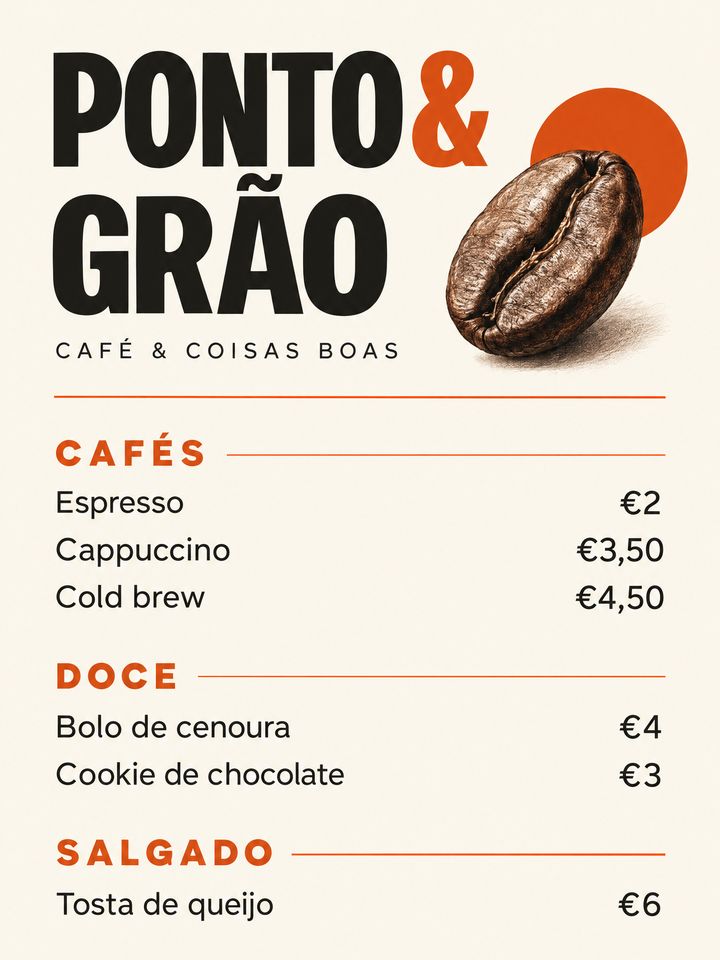 PONTO &
GRÃO
CAFÉ & COISAS BOAS
CAFÉS
Espresso €2
Cappuccino €3,50
Cold brew €4,50
DOCE
Bolo de cenoura €4
Cookie de chocolate €3
SALGADO
Tosta de queijo €6